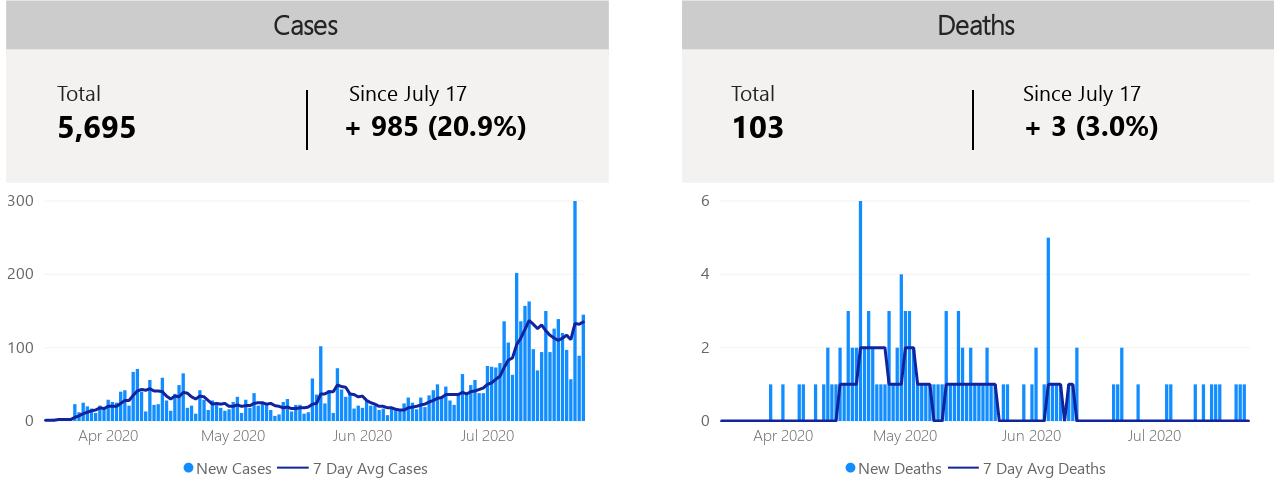 Cases
Total
Since July 17
5,695
+ 985 (20.9%)
300
200
100
0
Apr 2020
May 2020
Jun 2020
Jul 2020
New Cases
7 Day Avg Cases
Deaths
Total
Since July 17
103
+ 3 (3.0%)
6
4
2
0
Apr 2020
May 2020
Jun 2020
Jul 2020
New Deaths
7 Day Avg Deaths